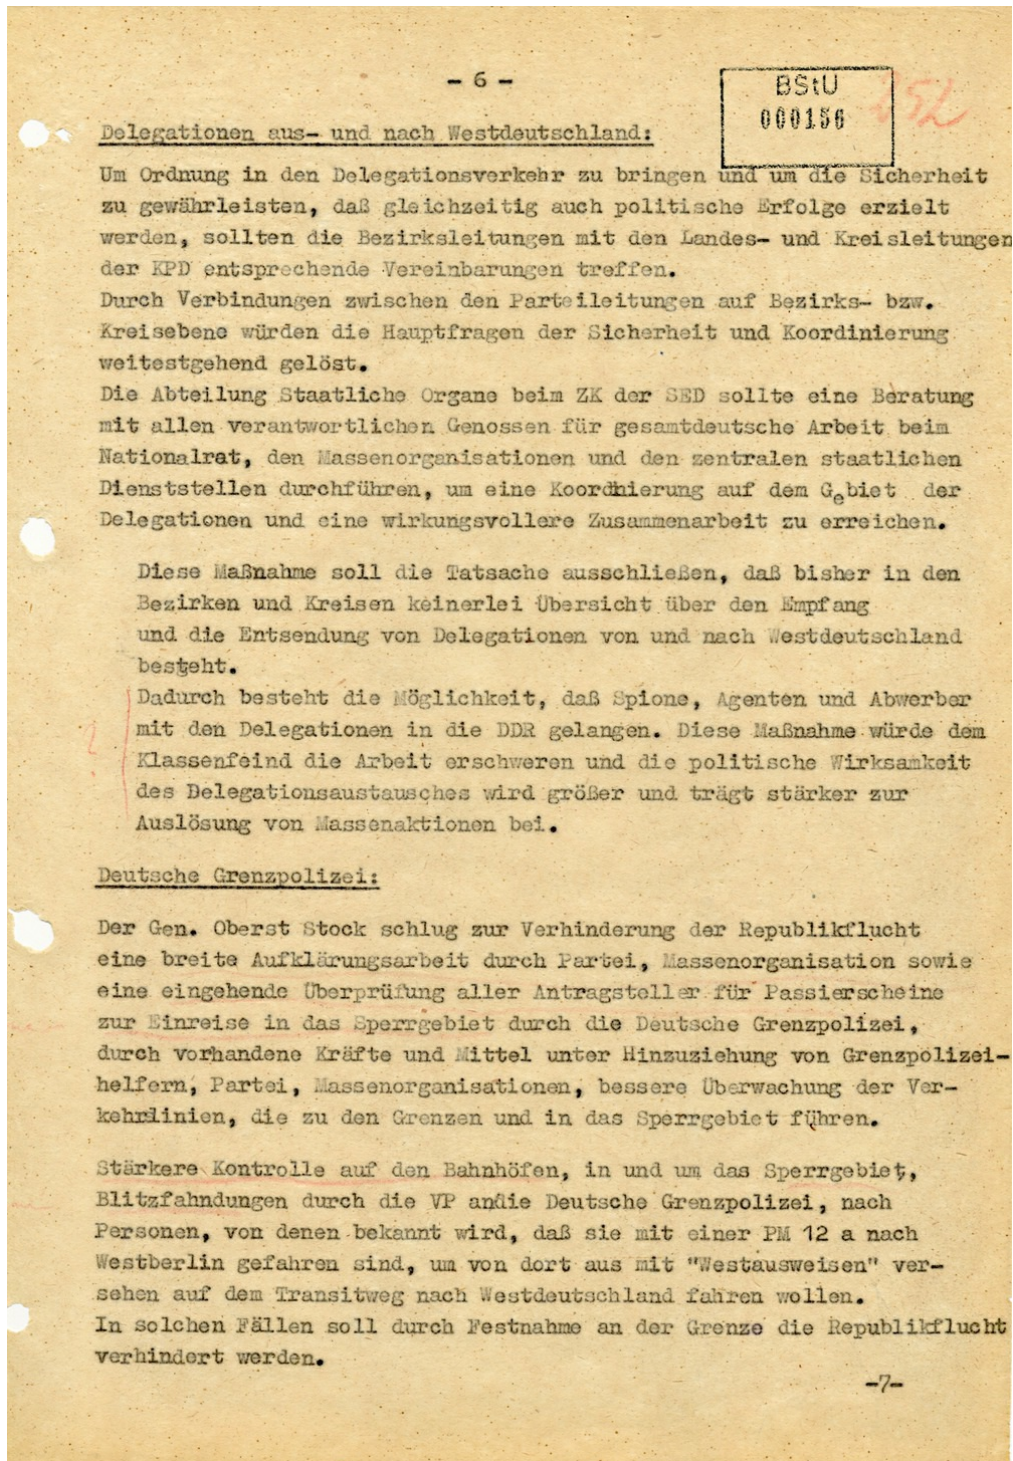 - 6 -
BStU
000156
252
Delegationen aus- und nach Westdeutschland:
Um Ordnung in den Delegationsverkehr zu bringen und um die Sicherheit
zu gewährleisten, daß gleichzeitig auch politische Erfolge erzielt
werden, sollten die Bezirksleitungen mit den Landes- und Kreisleitungen
der KPD entsprechende Vereinbarungen treffen.
Durch Verbindungen zwischen den Parteileitungen auf Bezirks- bzw.
Kreisebene würden die Hauptfragen der Sicherheit und Koordinierung
weitestgehend gelöst.
Die Abteilung Staatliche Organe beim ZK der SED sollte eine Beratung
mit allen verantwortlichen Genossen für gesamtdeutsche Arbeit beim
Nationalrat, den Massenorganisationen und den zentralen staatlichen
Dienststellen durchführen, um eine Koordnierung auf dem Gebiet der
Delegationen und eine wirkungsvollere Zusammenarbeit zu erreichen.
Diese Maßnahme soll die Tatsache ausschließen, daß bisher in den
Bezirken und Kreisen keinerlei Übersicht über den Empfang
und die Entsendung von Delegationen von und nach Westdeutschland
besteht.
Dadurch besteht die Möglichkeit, daß Spione, Agenten und Abwerber
mit den Delegationen in die DDR gelangen. Diese Maßnahme würde dem
Klassenfeind die Arbeit erschweren und die politische Wirksamkeit
des Delegationsaustausches wird größer und trägt stärker zur
Auslösung von Massenaktionen bei.
Deutsche Grenzpolizei:
Der Gen. Oberst Stock schlug zur Verhinderung der Republikflucht
eine breite Aufklärungsarbeit durch Partei, Massenorganisation sowie
eine eingehende Überprüfung aller Antragsteller für Passierscheine
zur Einreise in das Sperrgebiet durch die Deutsche Grenzpolizei,
durch vorhandene Kräfte und Mittel unter Hinzuziehung von Grenzpolizei-
helfern, Partei, Massenorganisationen, bessere Überwachung der Ver-
kehrlinien, die zu den Grenzen und in das Sperrgebiet führen.
Stärkere Kontrolle auf den Bahnhöfen, in und um das Sperrgebiet,
Blitzfahndungen durch die VP andie Deutsche Grenzpolizei, nach
Personen, von denen bekannt wird, daß sie mit einer PM 12 a nach
Westberlin gefahren sind, um von dort aus mit "Westausweisen" ver-
sehen auf dem Transitweg nach Westdeutschland fahren wollen.
In solchen Fällen soll durch Festnahme an der Grenze die Republikflucht
verhindert werden.
-7-